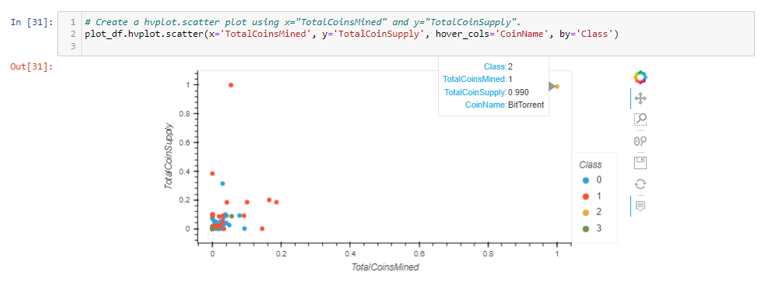 In [31]:
1 # Create a hvplot.scatter plot using x="TotalCoinsMined" and y="TotalCoinSupply".
2 plot_df.hvplot.scatter(x='TotalCoinsMined', y='TotalCoinSupply', hover_cols='CoinName', by='Class')
3
Out[31]:
Class: 2
TotalCoinsMined: 1
TotalCoinSupply: 0.990
CoinName: BitTorrent
TotalCoinSupply
1
0.8
0.6
0.4
0.2
0
0 0.2 0.4 0.6 0.8 1
TotalCoinsMined
Class
0
1
2
3